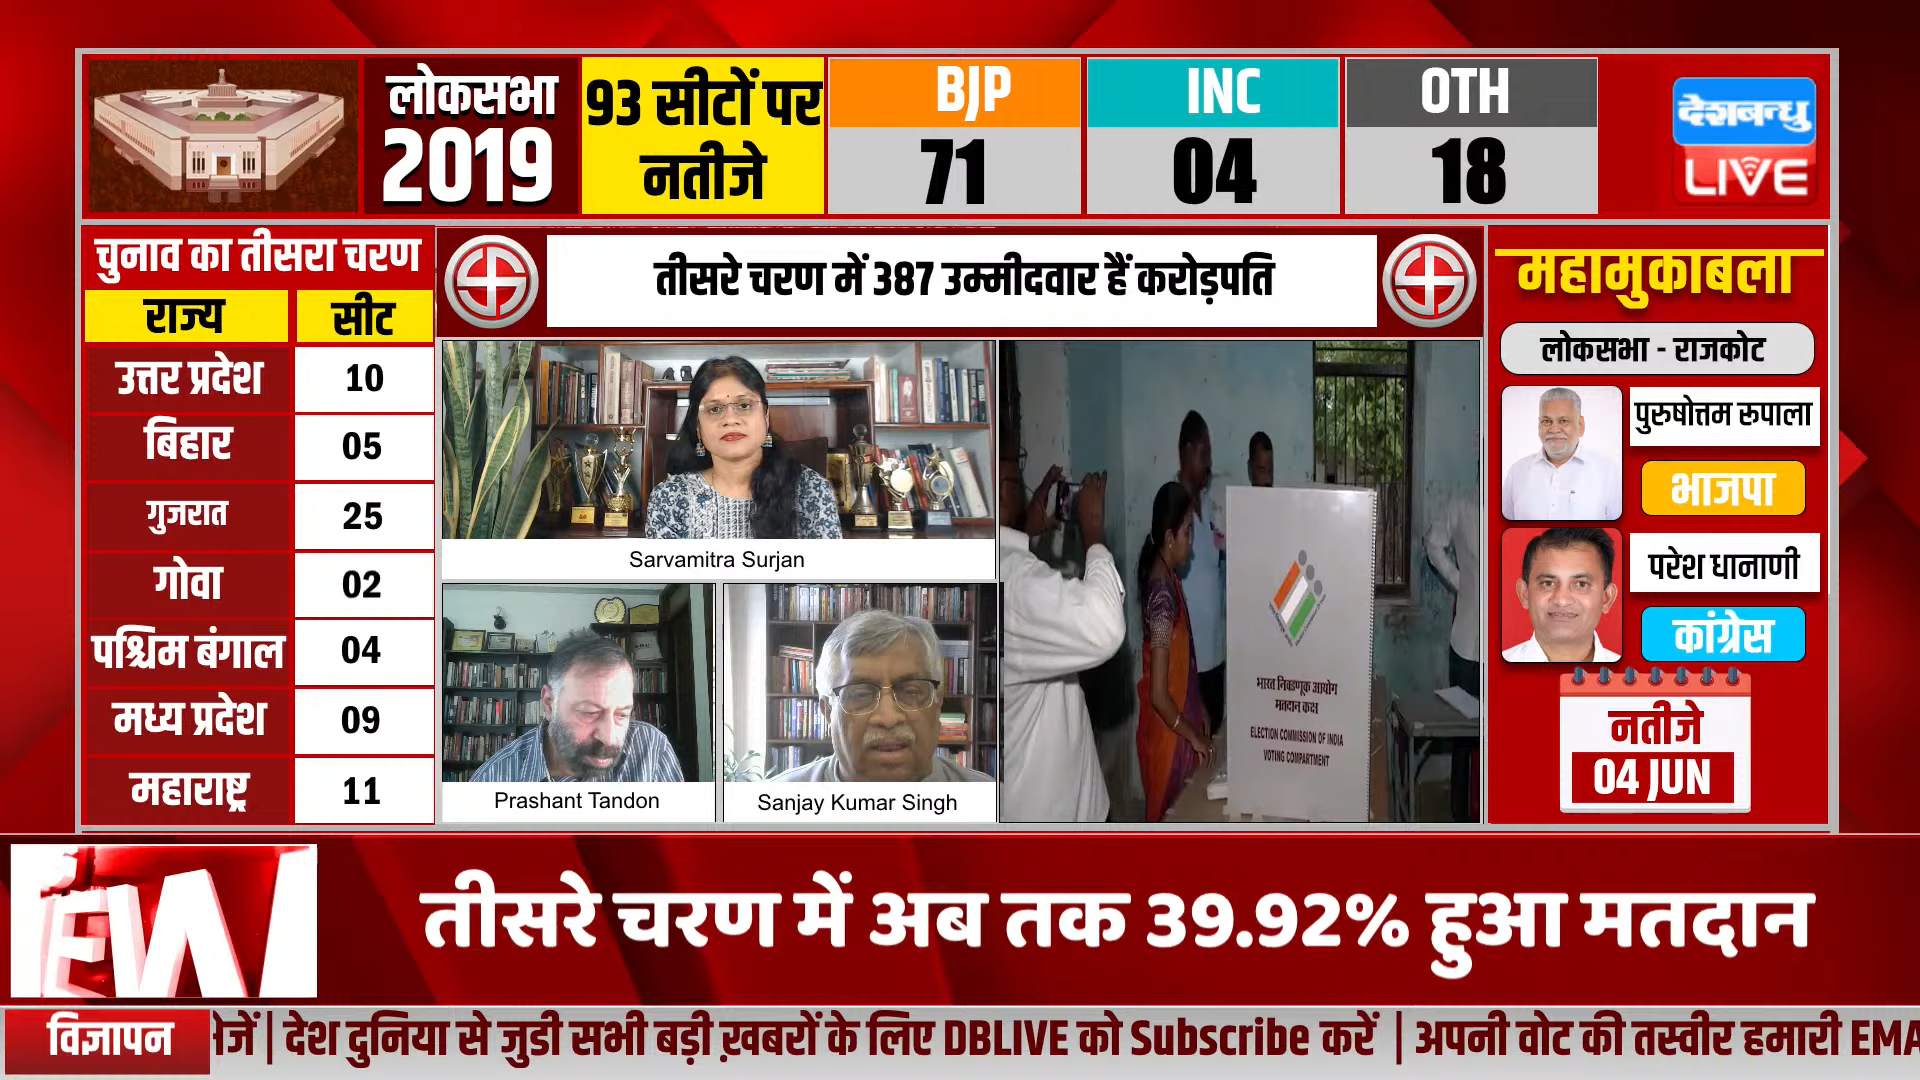 लोकसभा
2019
93 सीटों पर
नतीजे
BJP
71
INC
04
OTH
18
देशबन्धु
LIVE
चुनाव का तीसरा चरण
राज्य सीट
उत्तर प्रदेश 10
बिहार 05
गुजरात 25
गोवा 02
पश्चिम बंगाल 04
मध्य प्रदेश 09
महाराष्ट्र 11
तीसरे चरण में 387 उम्मीदवार हैं करोड़पति
Sarvamitra Surjan
Prashant Tandon
Sanjay Kumar Singh
भारत निवडणूक आयोग
मतदान कक्ष
ELECTION COMMISSION OF INDIA
VOTING COMPARTMENT
महामुकाबला
लोकसभा - राजकोट
पुरुषोत्तम रूपाला
भाजपा
परेश धानाणी
कांग्रेस
नतीजे
04 JUN
तीसरे चरण में अब तक 39.92% हुआ मतदान
विज्ञापन
| देश दुनिया से जुडी सभी बड़ी ख़बरों के लिए DBLIVE को Subscribe करें | अपनी वोट की तस्वीर हमारी